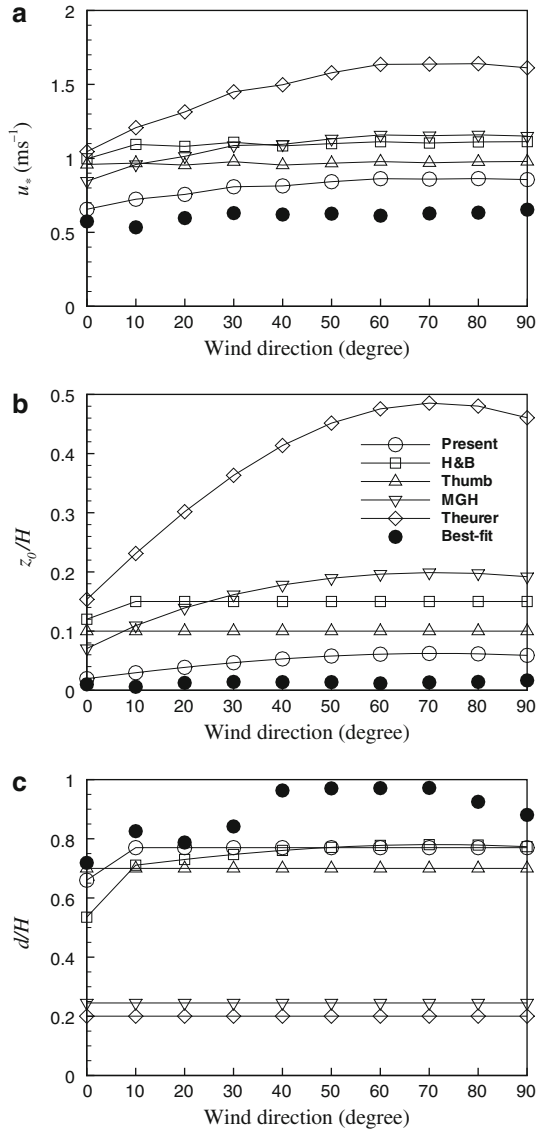 a
2
1.5
1
0.5
0
u* (ms⁻¹)
0 10 20 30 40 50 60 70 80 90
Wind direction (degree)
b
0.5
0.4
0.3
0.2
0.1
0
z₀/H
Present
H&B
Thumb
MGH
Theurer
Best-fit
0 10 20 30 40 50 60 70 80 90
Wind direction (degree)
c
1
0.8
0.6
0.4
0.2
0
d/H
0 10 20 30 40 50 60 70 80 90
Wind direction (degree)